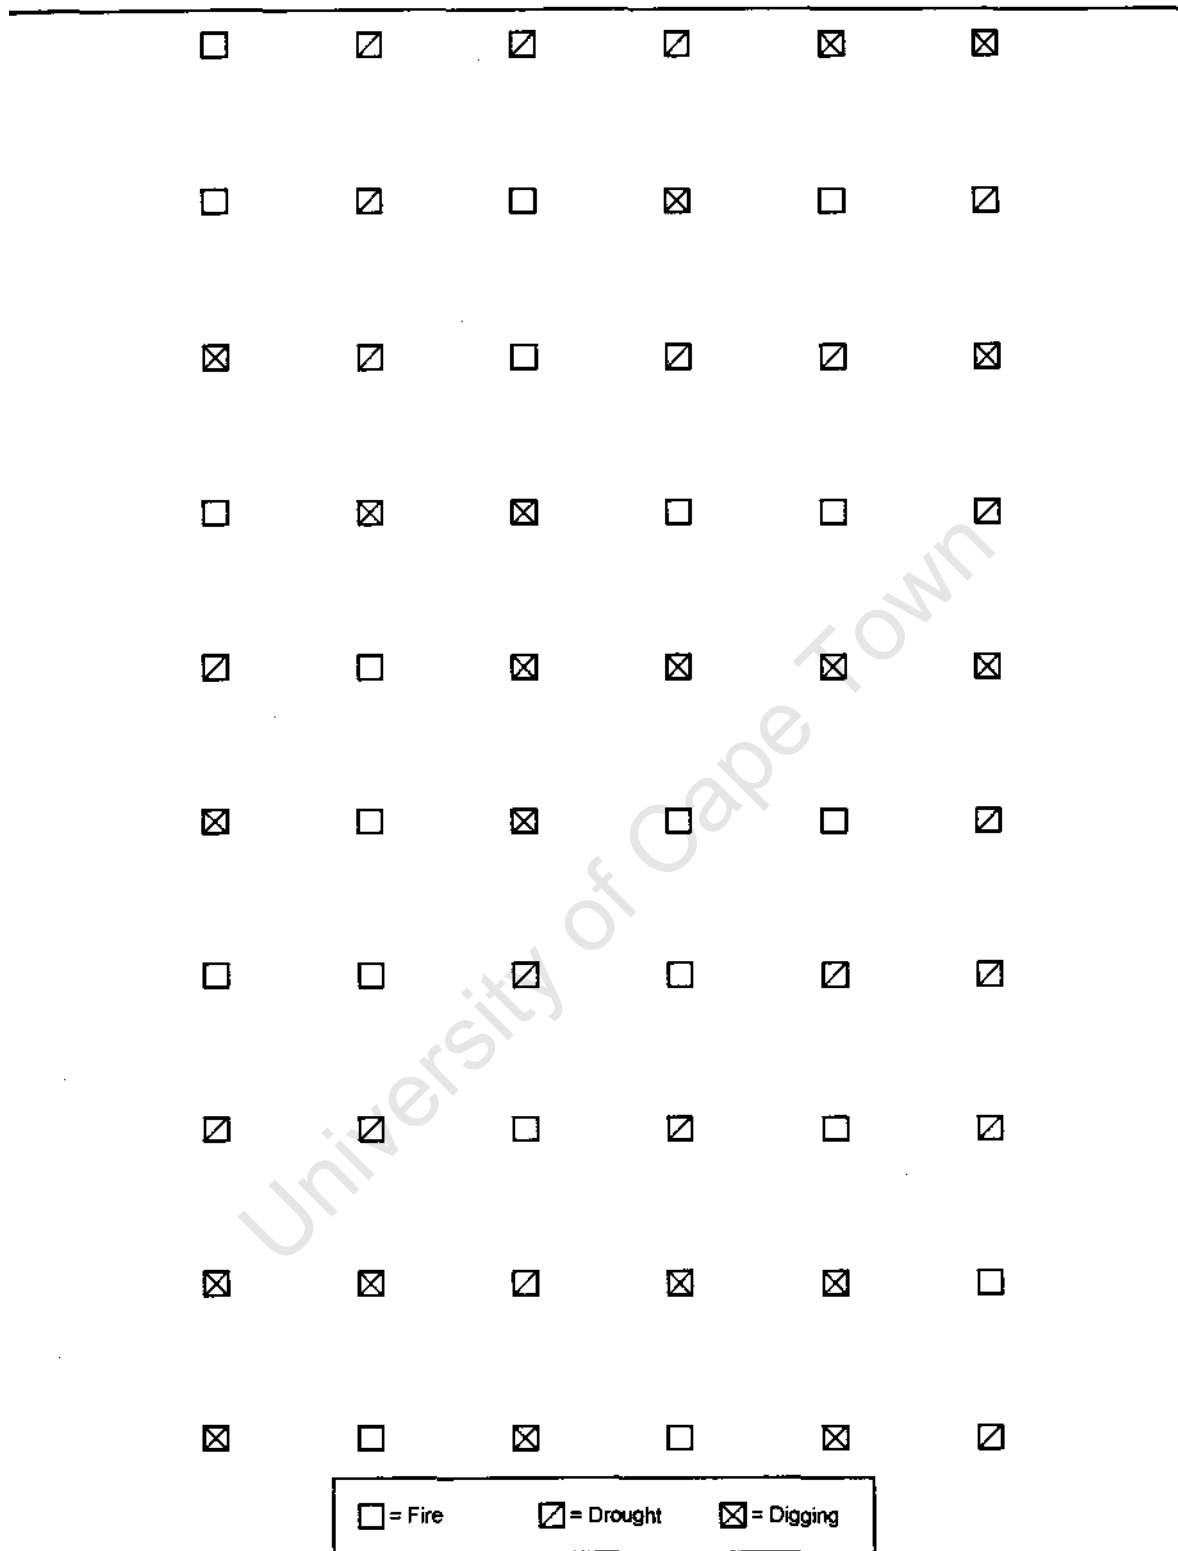 University of Cape Town
= Fire = Drought = Digging